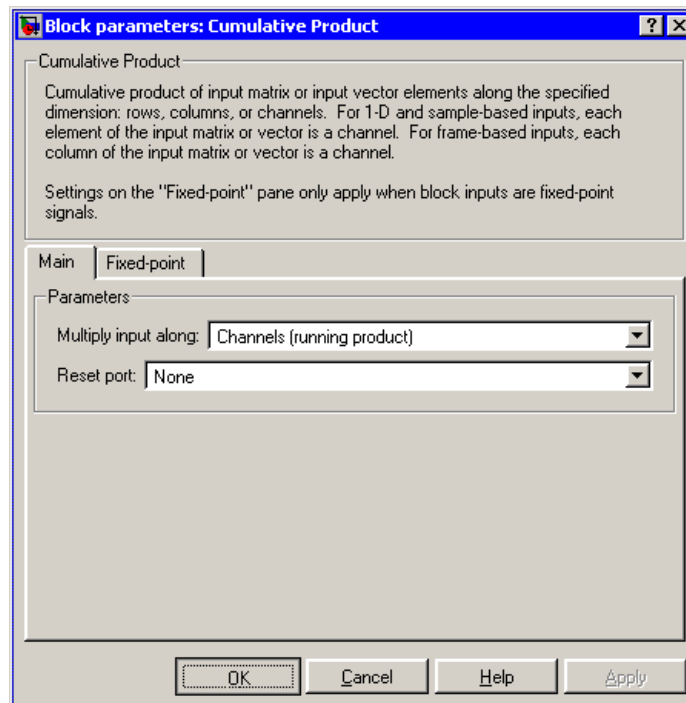 Block parameters: Cumulative Product
Cumulative Product
Cumulative product of input matrix or input vector elements along the specified
dimension: rows, columns, or channels. For 1-D and sample-based inputs, each
element of the input matrix or vector is a channel. For frame-based inputs, each
column of the input matrix or vector is a channel.
Settings on the "Fixed-point" pane only apply when block inputs are fixed-point
signals.
Main Fixed-point
Parameters
Multiply input along: Channels (running product)
Reset port: None
OK Cancel Help Apply